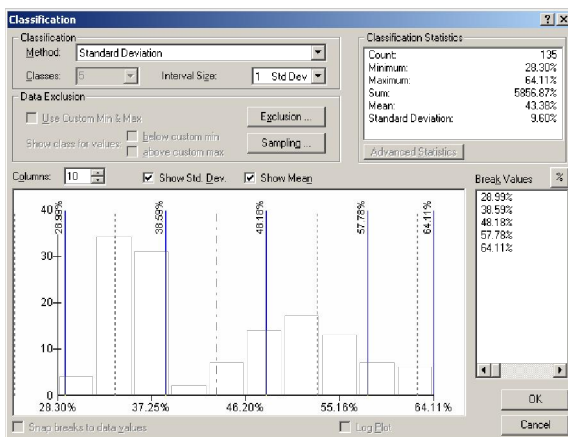 Classification
Classification
Method: Standard Deviation
Classes: 5 Interval Size: 1 Std Dev
Data Exclusion
Use Custom Min & Max
Exclusion ...
Show class for values: below custom min
above custom max
Sampling ...
Classification Statistics
Count: 135
Minimum: 28.30%
Maximum: 64.11%
Sum: 5856.87%
Mean: 43.38%
Standard Deviation: 9.60%
Advanced Statistics
Columns: 10 Show Std. Dev. Show Mean
Break Values %
28.99%
38.59%
48.18%
57.78%
64.11%
28.99% 38.59% 48.18% 57.78% 64.11%
40
30
20
10
0
28.30% 37.25% 46.20% 55.16% 64.11%
Snap breaks to data values Log Plot
OK
Cancel